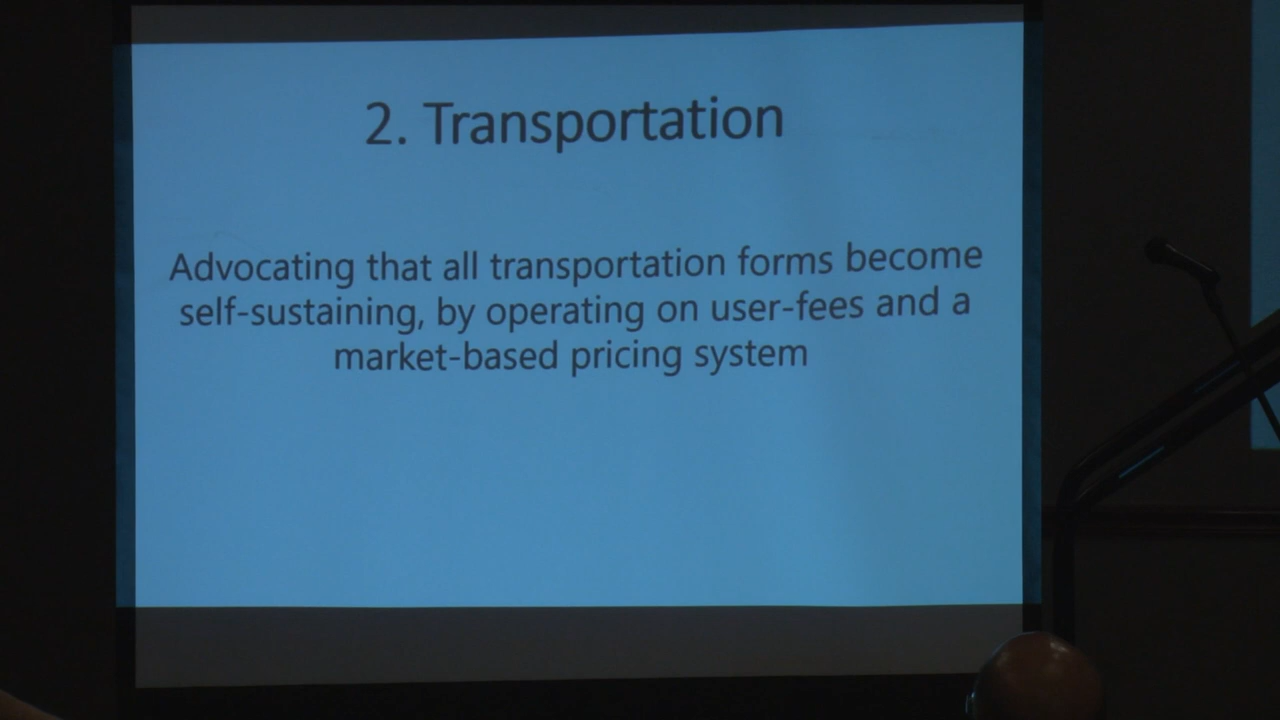 2. Transportation
Advocating that all transportation forms become
self-sustaining, by operating on user-fees and a
market-based pricing system